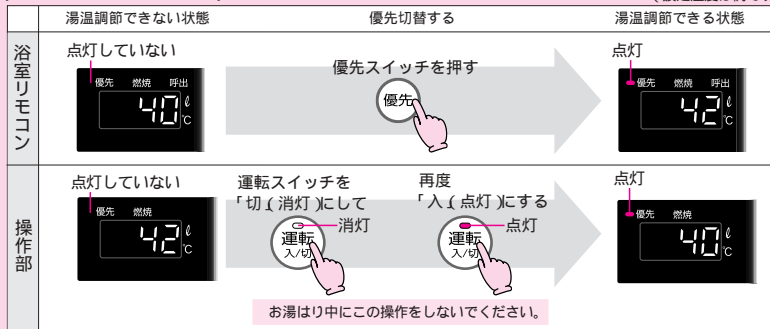 湯温調節できない状態
優先切替する
湯温調節できる状態
浴室リモコン
点灯していない
優先 燃焼 呼出
40
ℓ
℃
優先スイッチを押す
優先
点灯
優先 燃焼 呼出
42
ℓ
℃
操作部
点灯していない
優先 燃焼
42
ℓ
℃
運転スイッチを
「切(消灯)にして
消灯
運転
入/切
再度
「入(点灯)にする
点灯
運転
入/切
点灯
優先 燃焼
40
ℓ
℃
お湯はり中にこの操作をしないでください。